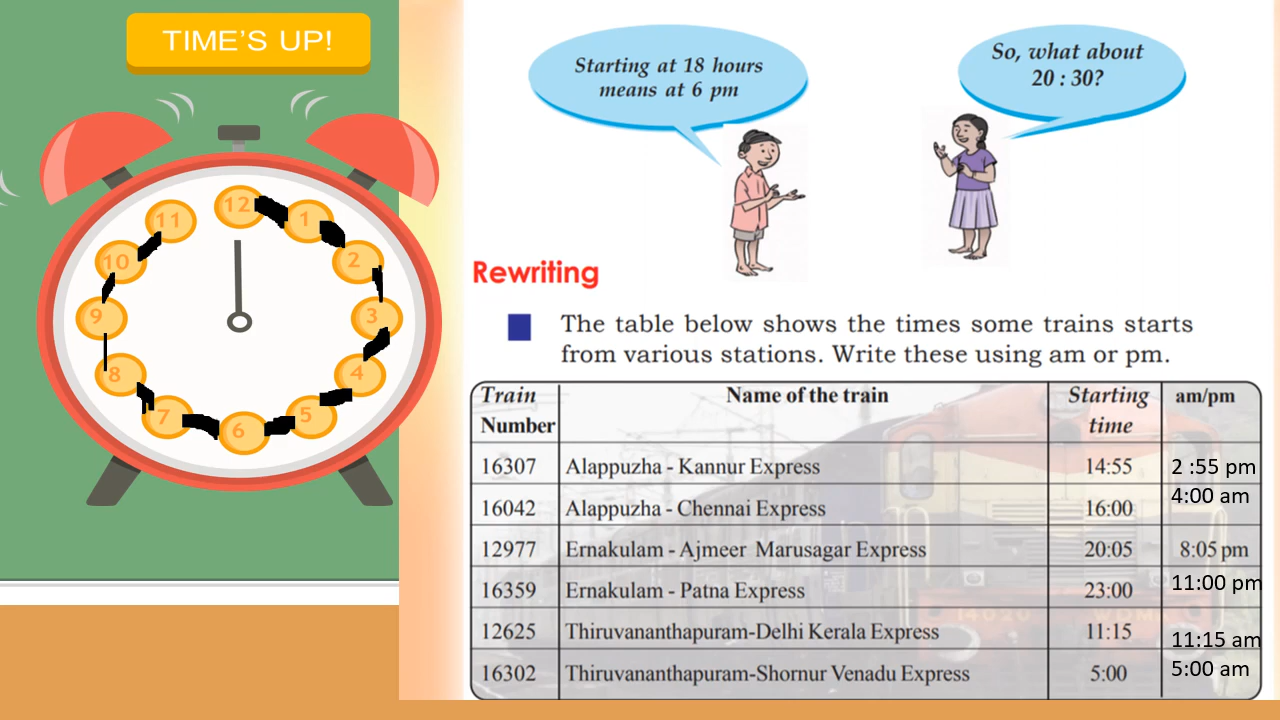 TIME'S UP!
12
1
2
3
4
5
6
7
8
9
10
11
Starting at 18 hours
means at 6 pm
So, what about
20 : 30?
Rewriting
The table below shows the times some trains starts
from various stations. Write these using am or pm.
Train Number Name of the train Starting time am/pm
16307 Alappuzha - Kannur Express 14:55 2 :55 pm
16042 Alappuzha - Chennai Express 16:00 4:00 am
12977 Ernakulam - Ajmeer Marusagar Express 20:05 8:05 pm
16359 Ernakulam - Patna Express 23:00 11:00 pm
12625 Thiruvananthapuram-Delhi Kerala Express 11:15 11:15 am
16302 Thiruvananthapuram-Shornur Venadu Express 5:00 5:00 am